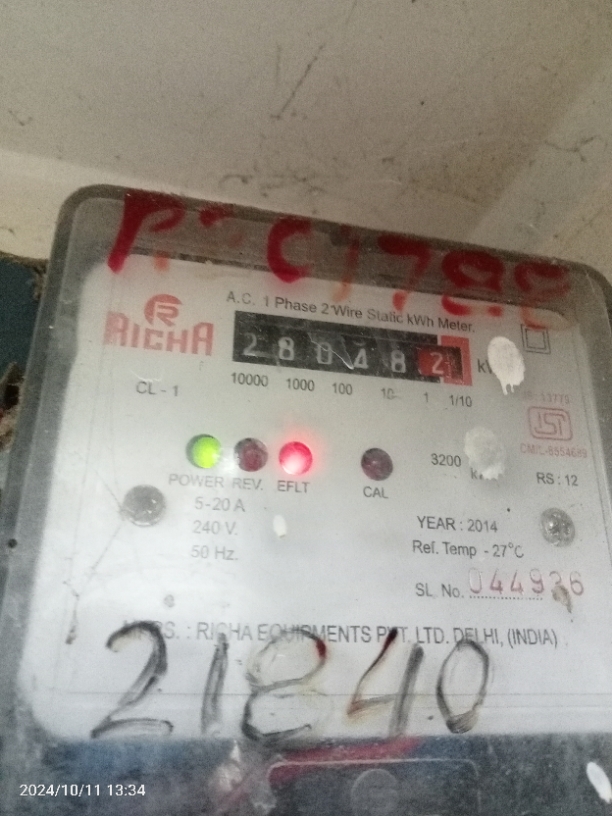 A.C. 1 Phase 2 Wire Static kWh Meter.
RICHA
2 8 0 4 8 2
CL - 1
10000 1000 100 10 1 1/10
3200
POWER REV. EFLT CAL
RS : 12
5-20 A
240 V.
50 Hz.
YEAR : 2014
Ref. Temp - 27°C
SL. No. 044936
RICHA EQUIPMENTS PVT. LTD. DELHI, (INDIA)
21840
2024/10/11 13:34